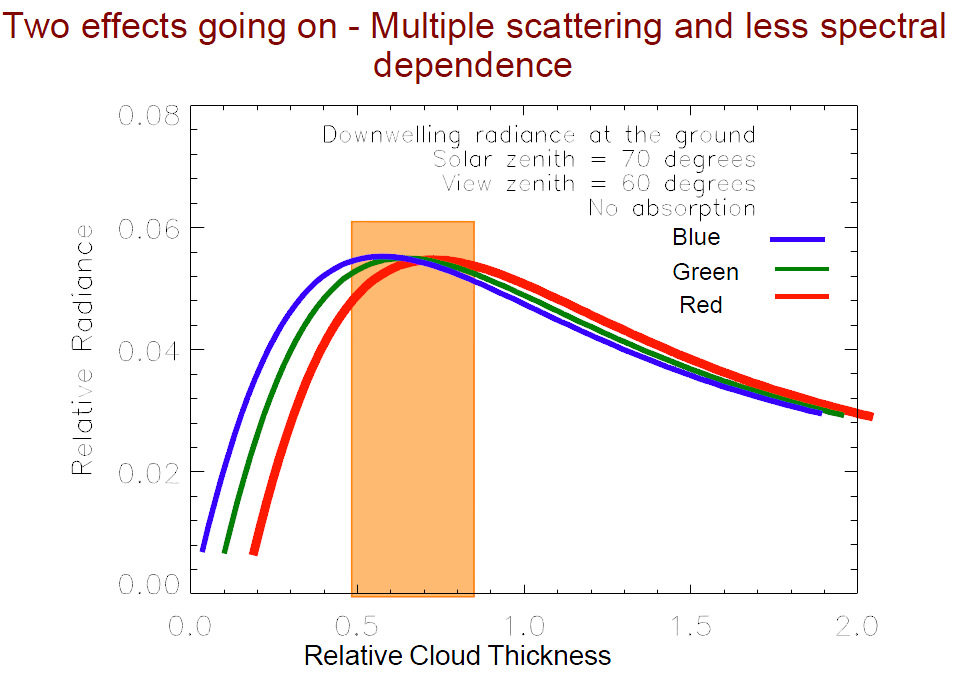 Two effects going on - Multiple scattering and less spectral
dependence
0.08
Downwelling radiance at the ground
Solar zenith = 70 degrees
View zenith = 60 degrees
No absorption
0.06
Blue
Green
Red
0.04
Relative Radiance
0.02
0.00
0.0 0.5 1.0 1.5 2.0
Relative Cloud Thickness